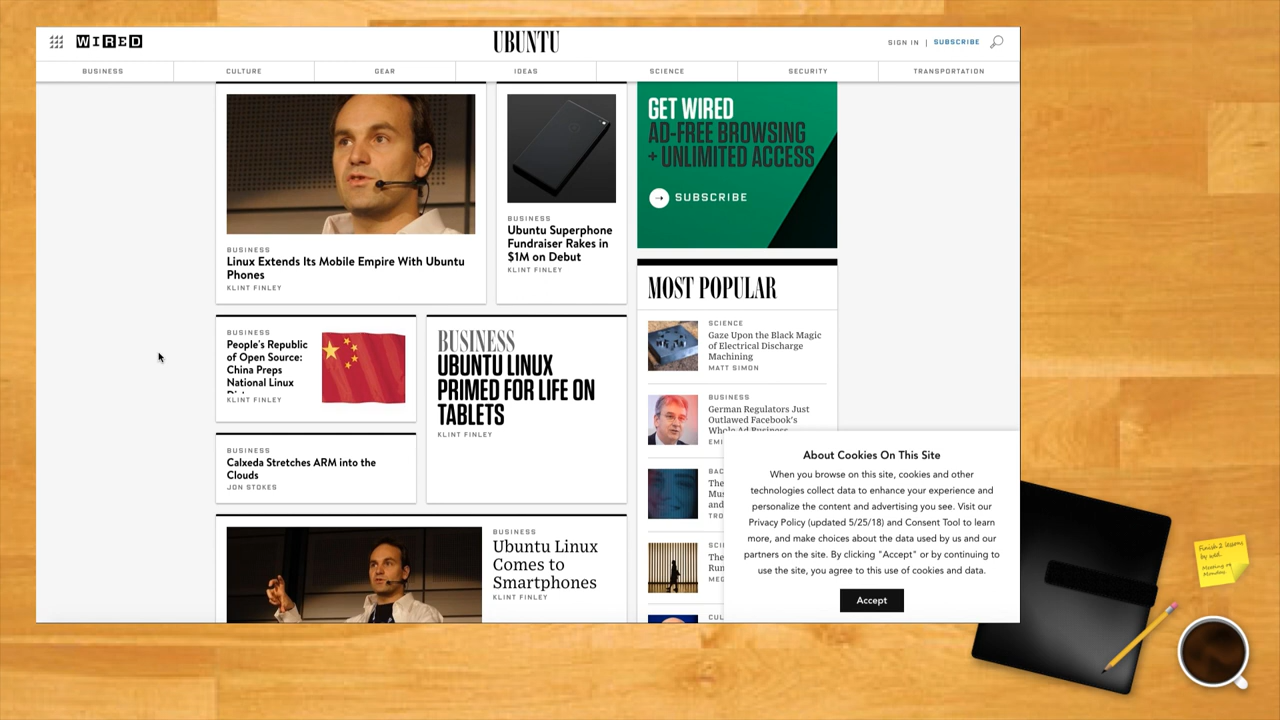 WIRED
UBUNTU
SIGN IN | SUBSCRIBE
BUSINESS
CULTURE
GEAR
IDEAS
SCIENCE
SECURITY
TRANSPORTATION
BUSINESS
Linux Extends Its Mobile Empire With Ubuntu
Phones
KLINT FINLEY
BUSINESS
Ubuntu Superphone
Fundraiser Rakes in
$1M on Debut
KLINT FINLEY
BUSINESS
People's Republic
of Open Source:
China Preps
National Linux
KLINT FINLEY
BUSINESS
UBUNTU LINUX
PRIMED FOR LIFE ON
TABLETS
KLINT FINLEY
BUSINESS
Calxeda Stretches ARM into the
Clouds
JON STOKES
BUSINESS
Ubuntu Linux
Comes to
Smartphones
KLINT FINLEY
GET WIRED
AD-FREE BROWSING
+ UNLIMITED ACCESS
SUBSCRIBE
MOST POPULAR
SCIENCE
Gaze Upon the Black Magic
of Electrical Discharge
Machining
MATT SIMON
BUSINESS
German Regulators Just
Outlawed Facebook's
Whole Ad Business
About Cookies On This Site
When you browse on this site, cookies and other
technologies collect data to enhance your experience and
personalize the content and advertising you see. Visit our
Privacy Policy (updated 5/25/18) and Consent Tool to learn
more, and make choices about the data used by us and our
partners on the site. By clicking "Accept" or by continuing to
use the site, you agree to this use of cookies and data.
Accept
Finish 2 lessons
by wed.
Meeting
Monday